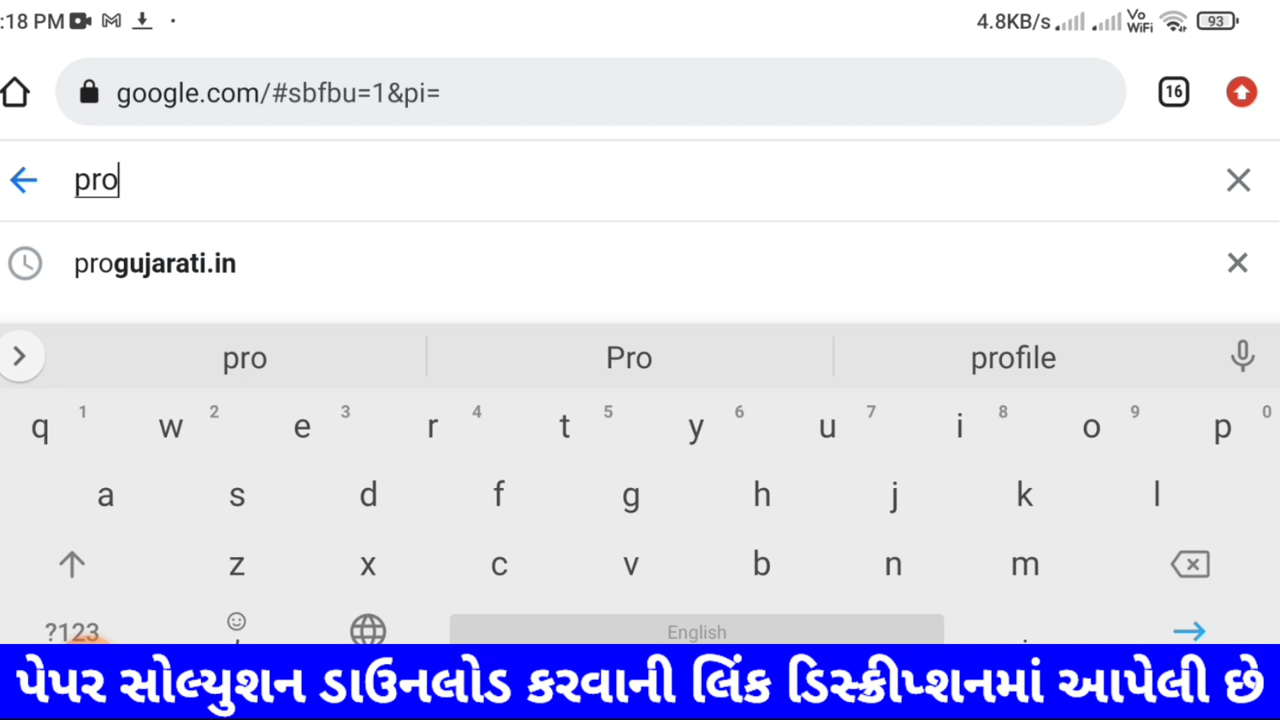 :18 PM
4.8KB/s Vo WiFi 93
google.com/#sbfbu=1&pi=
16
pro
progujarati.in
pro Pro profile
q 1 w 2 e 3 r 4 t 5 y 6 u 7 i 8 o 9 p 0
a s d f g h j k l
z x c v b n m
?123 , English .
પેપર સોલ્યુશન ડાઉનલોડ કરવાની લિંક ડિસ્ક્રીપ્શનમાં આપેલી છે